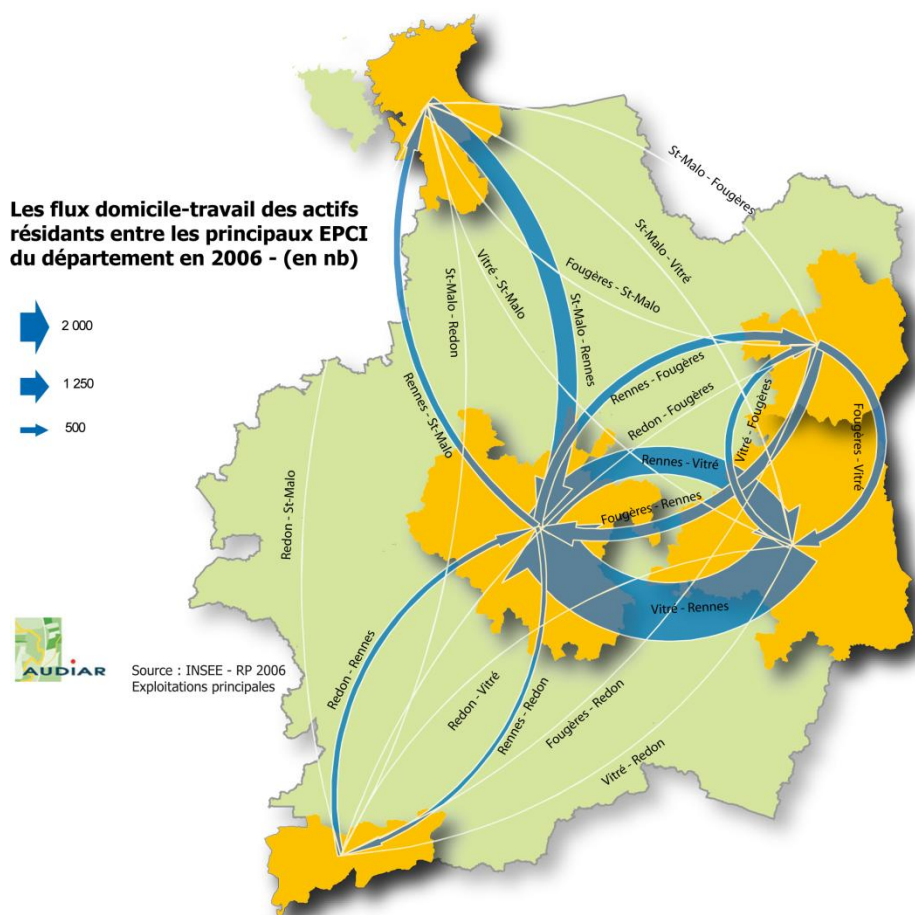 Les flux domicile-travail des actifs
résidants entre les principaux EPCI
du département en 2006 - (en nb)
2 000
1 250
500
St-Malo - Fougères
St-Malo - Vitré
Fougères - St-Malo
Vitré - St-Malo
St-Malo - Redon
St-Malo - Rennes
Rennes - Fougères
Redon - Fougères
Vitré - Fougères
Fougères - Vitré
Rennes - St-Malo
Rennes - Vitré
Fougères - Rennes
Redon - St-Malo
Vitré - Rennes
Redon - Rennes
Redon - Vitré
Rennes - Redon
Fougères - Redon
Vitré - Redon
AUDIAR
Source : INSEE - RP 2006
Exploitations principales